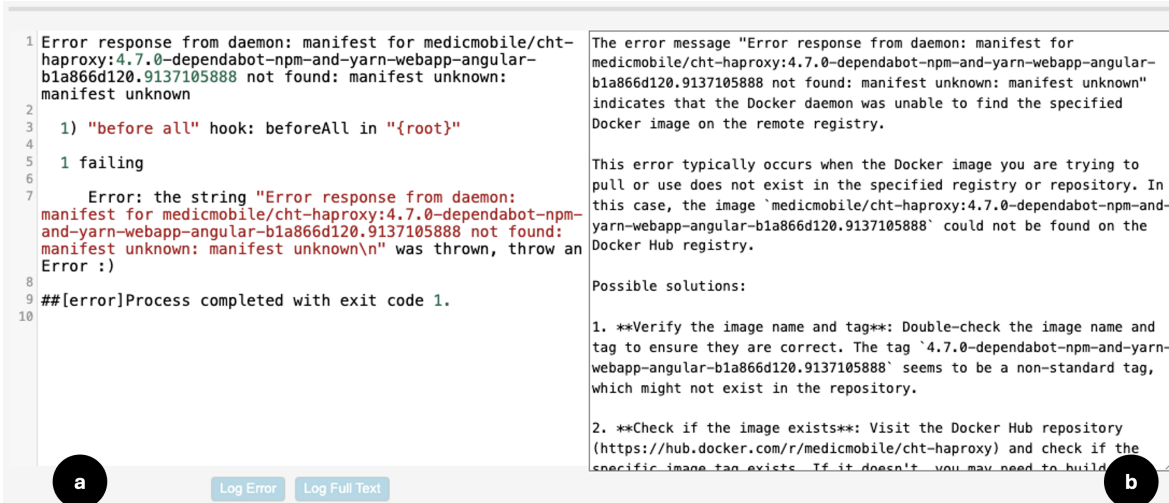 1 Error response from daemon: manifest for medicmobile/cht-
haproxy:4.7.0-dependabot-npm-and-yarn-webapp-angular-
b1a866d120.9137105888 not found: manifest unknown:
manifest unknown
2
3 1) "before all" hook: beforeAll in "{root}"
4
5 1 failing
6
7 Error: the string "Error response from daemon:
manifest for medicmobile/cht-haproxy:4.7.0-dependabot-npm-
and-yarn-webapp-angular-b1a866d120.9137105888 not found:
manifest unknown: manifest unknown\n" was thrown, throw an
Error :)
8
9 ##[error]Process completed with exit code 1.
10
a
Log Error
Log Full Text
The error message "Error response from daemon: manifest for
medicmobile/cht-haproxy:4.7.0-dependabot-npm-and-yarn-webapp-angular-
b1a866d120.9137105888 not found: manifest unknown: manifest unknown"
indicates that the Docker daemon was unable to find the specified
Docker image on the remote registry.
This error typically occurs when the Docker image you are trying to
pull or use does not exist in the specified registry or repository. In
this case, the image `medicmobile/cht-haproxy:4.7.0-dependabot-npm-and-
yarn-webapp-angular-b1a866d120.9137105888` could not be found on the
Docker Hub registry.
Possible solutions:
1. **Verify the image name and tag**: Double-check the image name and
tag to ensure they are correct. The tag `4.7.0-dependabot-npm-and-yarn-
webapp-angular-b1a866d120.9137105888` seems to be a non-standard tag,
which might not exist in the repository.
2. **Check if the image exists**: Visit the Docker Hub repository
(https://hub.docker.com/r/medicmobile/cht-haproxy) and check if the
specific image tag exists. If it doesn't, you may need to build
b